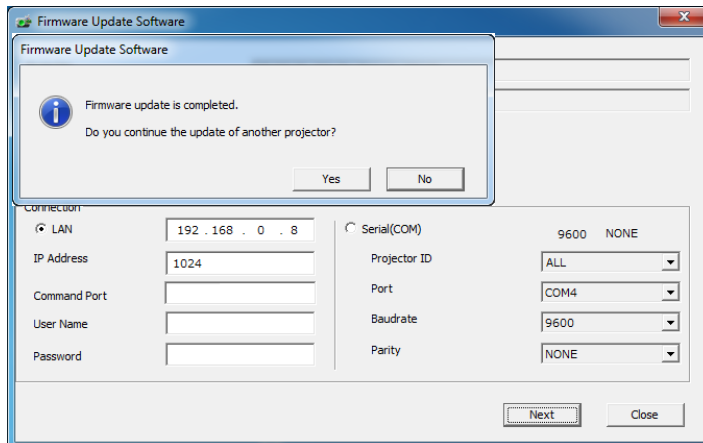 Firmware Update Software
X
Firmware Update Software
Firmware update is completed.
Do you continue the update of another projector?
Yes No
Connection
LAN 192 . 168 . 0 . 8 Serial(COM) 9600 NONE
IP Address 1024 Projector ID ALL
Command Port Port COM4
User Name Baudrate 9600
Password Parity NONE
Next Close